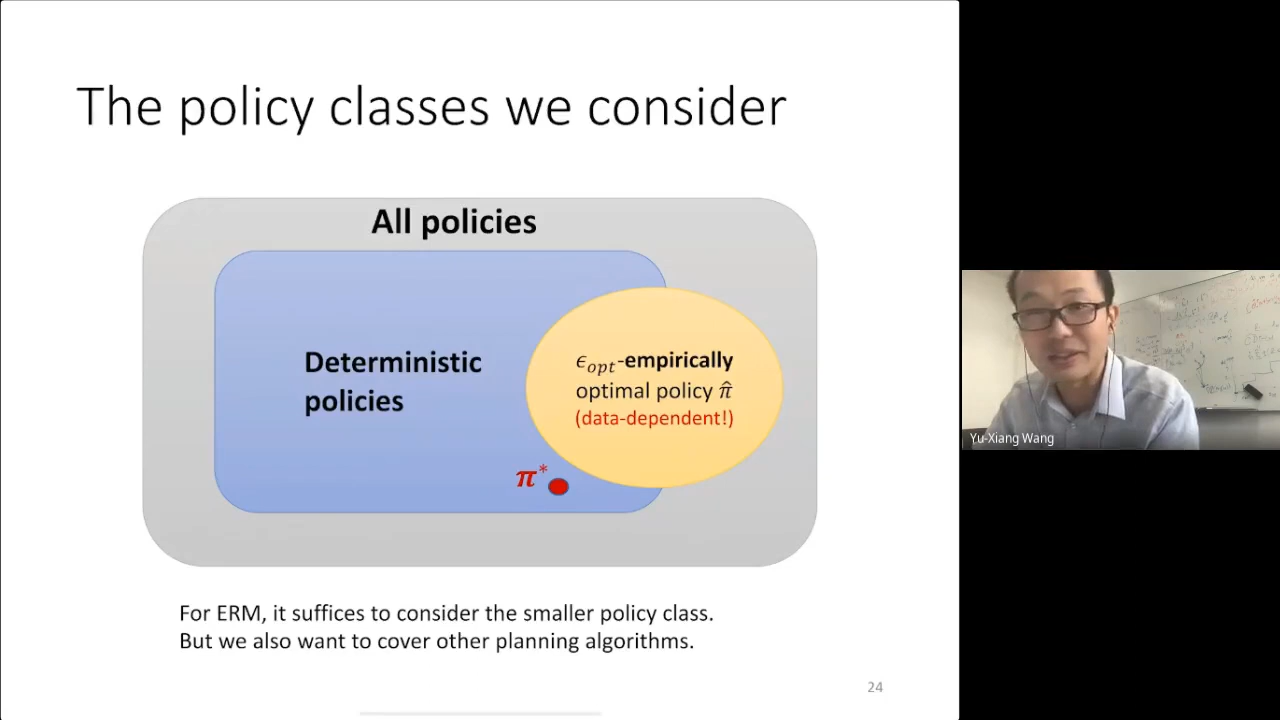 The policy classes we consider
All policies
Deterministic
policies
ϵ_opt-empirically
optimal policy π̂
(data-dependent!)
π*
For ERM, it suffices to consider the smaller policy class.
But we also want to cover other planning algorithms.
24
Yu-Xiang Wang